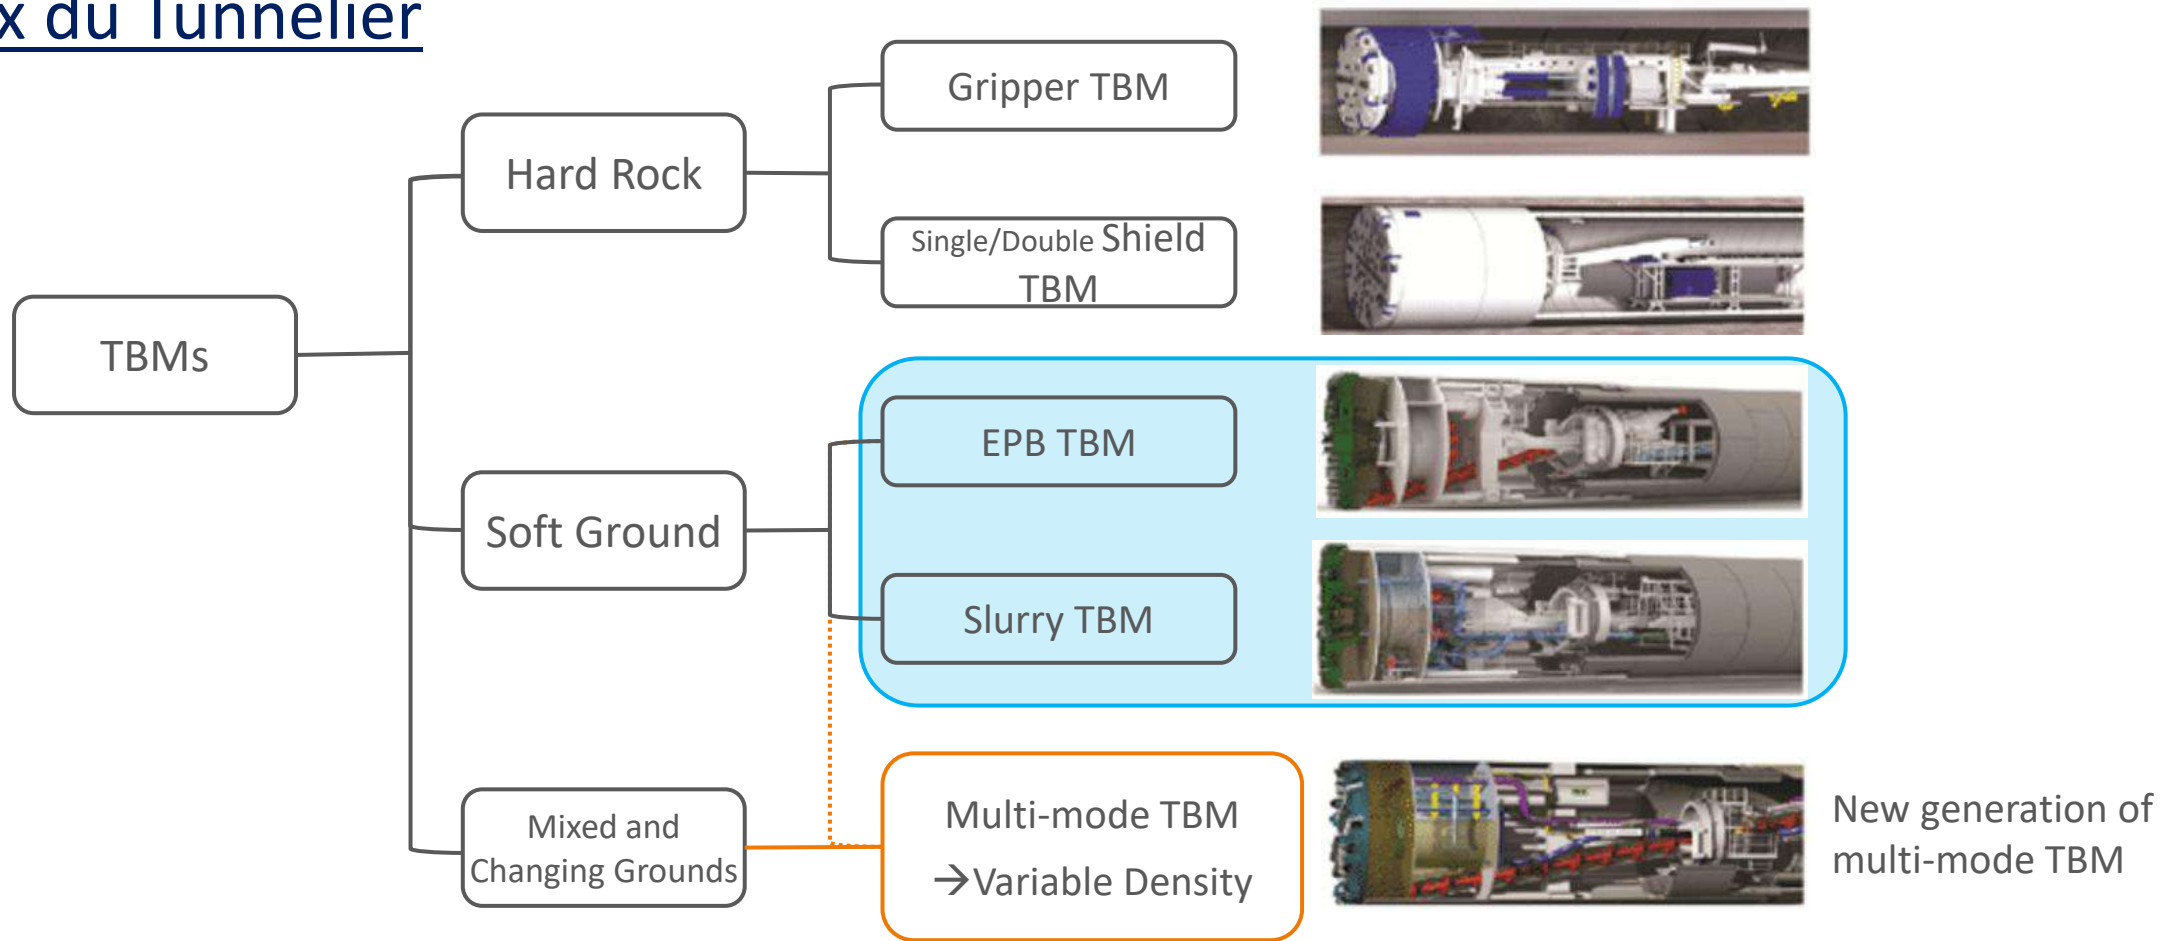 x du Tunnelier
Gripper TBM
Hard Rock
Single/Double Shield
TBM
TBMs
EPB TBM
Soft Ground
Slurry TBM
Mixed and
Changing Grounds
Multi-mode TBM
→Variable Density
New generation of
multi-mode TBM